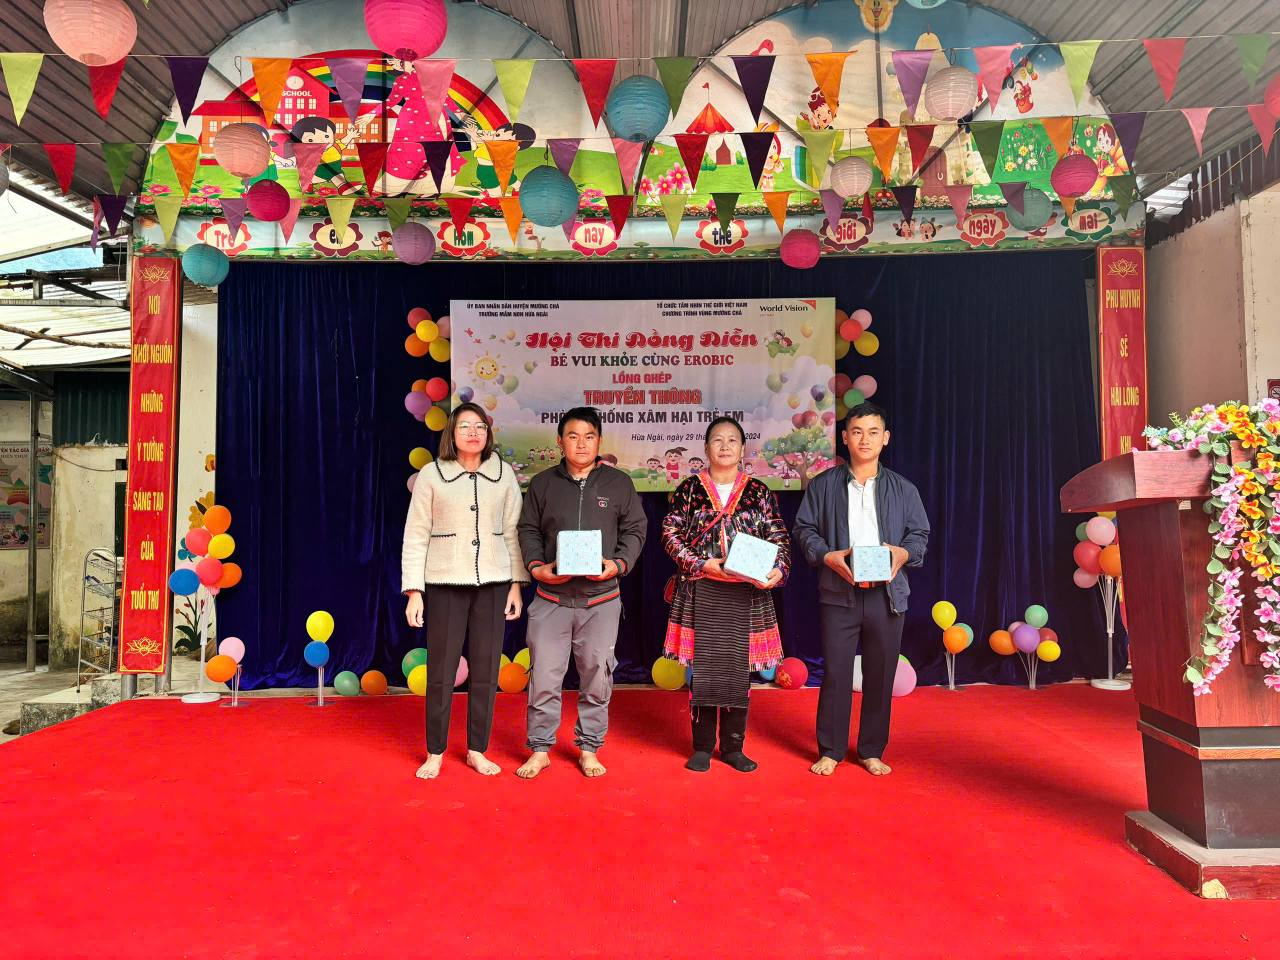 SCHOOL
Trẻ em hôm nay thế giới ngày mai
NƠI
KHỞI NGUỒN
NHỮNG
Ý TƯỞNG
SÁNG TẠO
CỦA
TUỔI THƠ
ỦY BAN NHÂN DÂN HUYỆN MƯỜNG CHÀ
TRƯỜNG MẦM NON HỪA NGÀI
TỔ CHỨC TẦM NHÌN THẾ GIỚI VIỆT NAM
CHƯƠNG TRÌNH VÙNG MƯỜNG CHÀ
World Vision
Hội Thi Đồng Diễn
BÉ VUI KHỎE CÙNG EROBIC
LỒNG GHÉP
TRUYỀN THÔNG
CHỐNG XÂM HẠI TRẺ EM
Hừa Ngài, ngày 29 2024
PHỤ HUYNH
SẼ
HÀI LÒNG
KHI